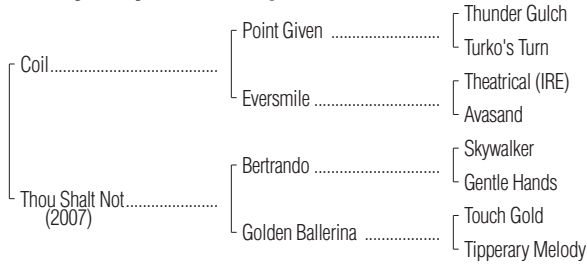 Thunder Gulch
Point Given
Turko's Turn
Coil
Theatrical (IRE)
Eversmile
Avasand
Skywalker
Bertrando
Gentle Hands
Thou Shalt Not
(2007)
Touch Gold
Golden Ballerina
Tipperary Melody